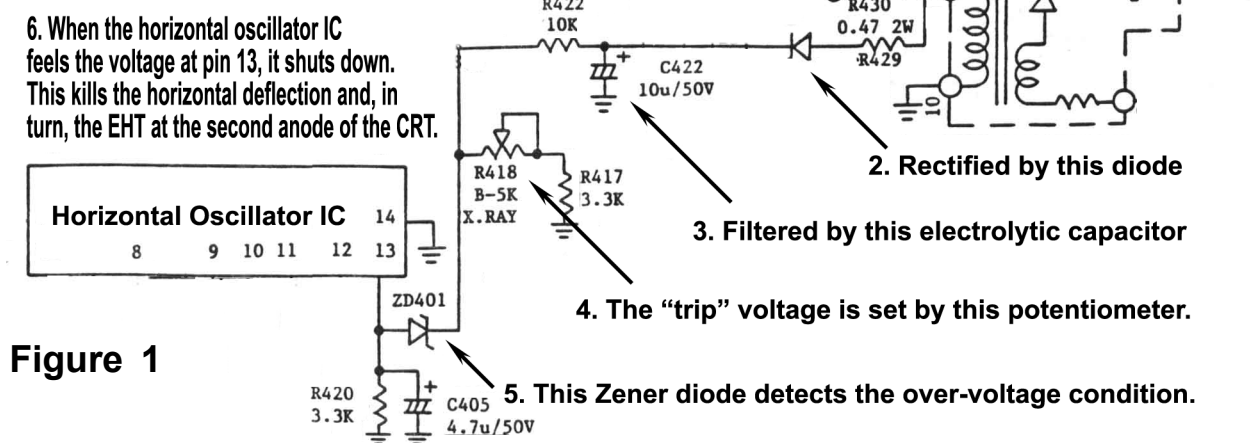 6. When the horizontal oscillator IC
feels the voltage at pin 13, it shuts down.
This kills the horizontal deflection and, in
turn, the EHT at the second anode of the CRT.
R422
10K
R430
0.47 2W
R429
C422
10u/50V
10
2. Rectified by this diode
R418
B-5K
X.RAY
R417
3.3K
Horizontal Oscillator IC
14
8 9 10 11 12 13
3. Filtered by this electrolytic capacitor
ZD401
4. The “trip” voltage is set by this potentiometer.
Figure 1
5. This Zener diode detects the over-voltage condition.
R420
3.3K
C405
4.7u/50V